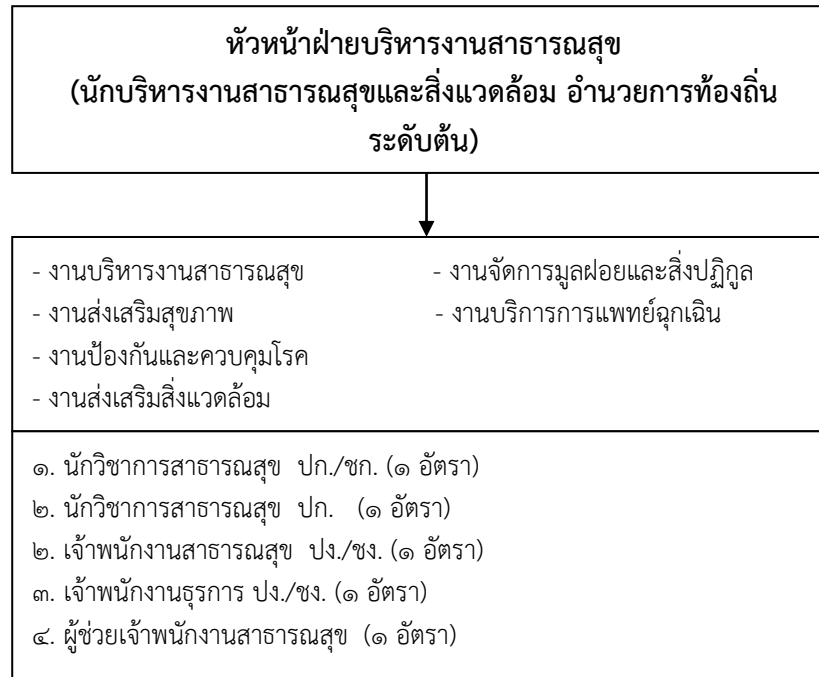 หัวหน้าฝ่ายบริหารงานสาธารณสุข
(นักบริหารงานสาธารณสุขและสิ่งแวดล้อม อำนวยการท้องถิ่น
ระดับต้น)
- งานบริหารงานสาธารณสุข - งานจัดการมูลฝอยและสิ่งปฏิกูล
- งานส่งเสริมสุขภาพ - งานบริการการแพทย์ฉุกเฉิน
- งานป้องกันและควบคุมโรค
- งานส่งเสริมสิ่งแวดล้อม
๑. นักวิชาการสาธารณสุข ปก./ชก. (๑ อัตรา)
๒. นักวิชาการสาธารณสุข ปก. (๑ อัตรา)
๒. เจ้าพนักงานสาธารณสุข ปง./ชง. (๑ อัตรา)
๓. เจ้าพนักงานธุรการ ปง./ชง. (๑ อัตรา)
๔. ผู้ช่วยเจ้าพนักงานสาธารณสุข (๑ อัตรา)